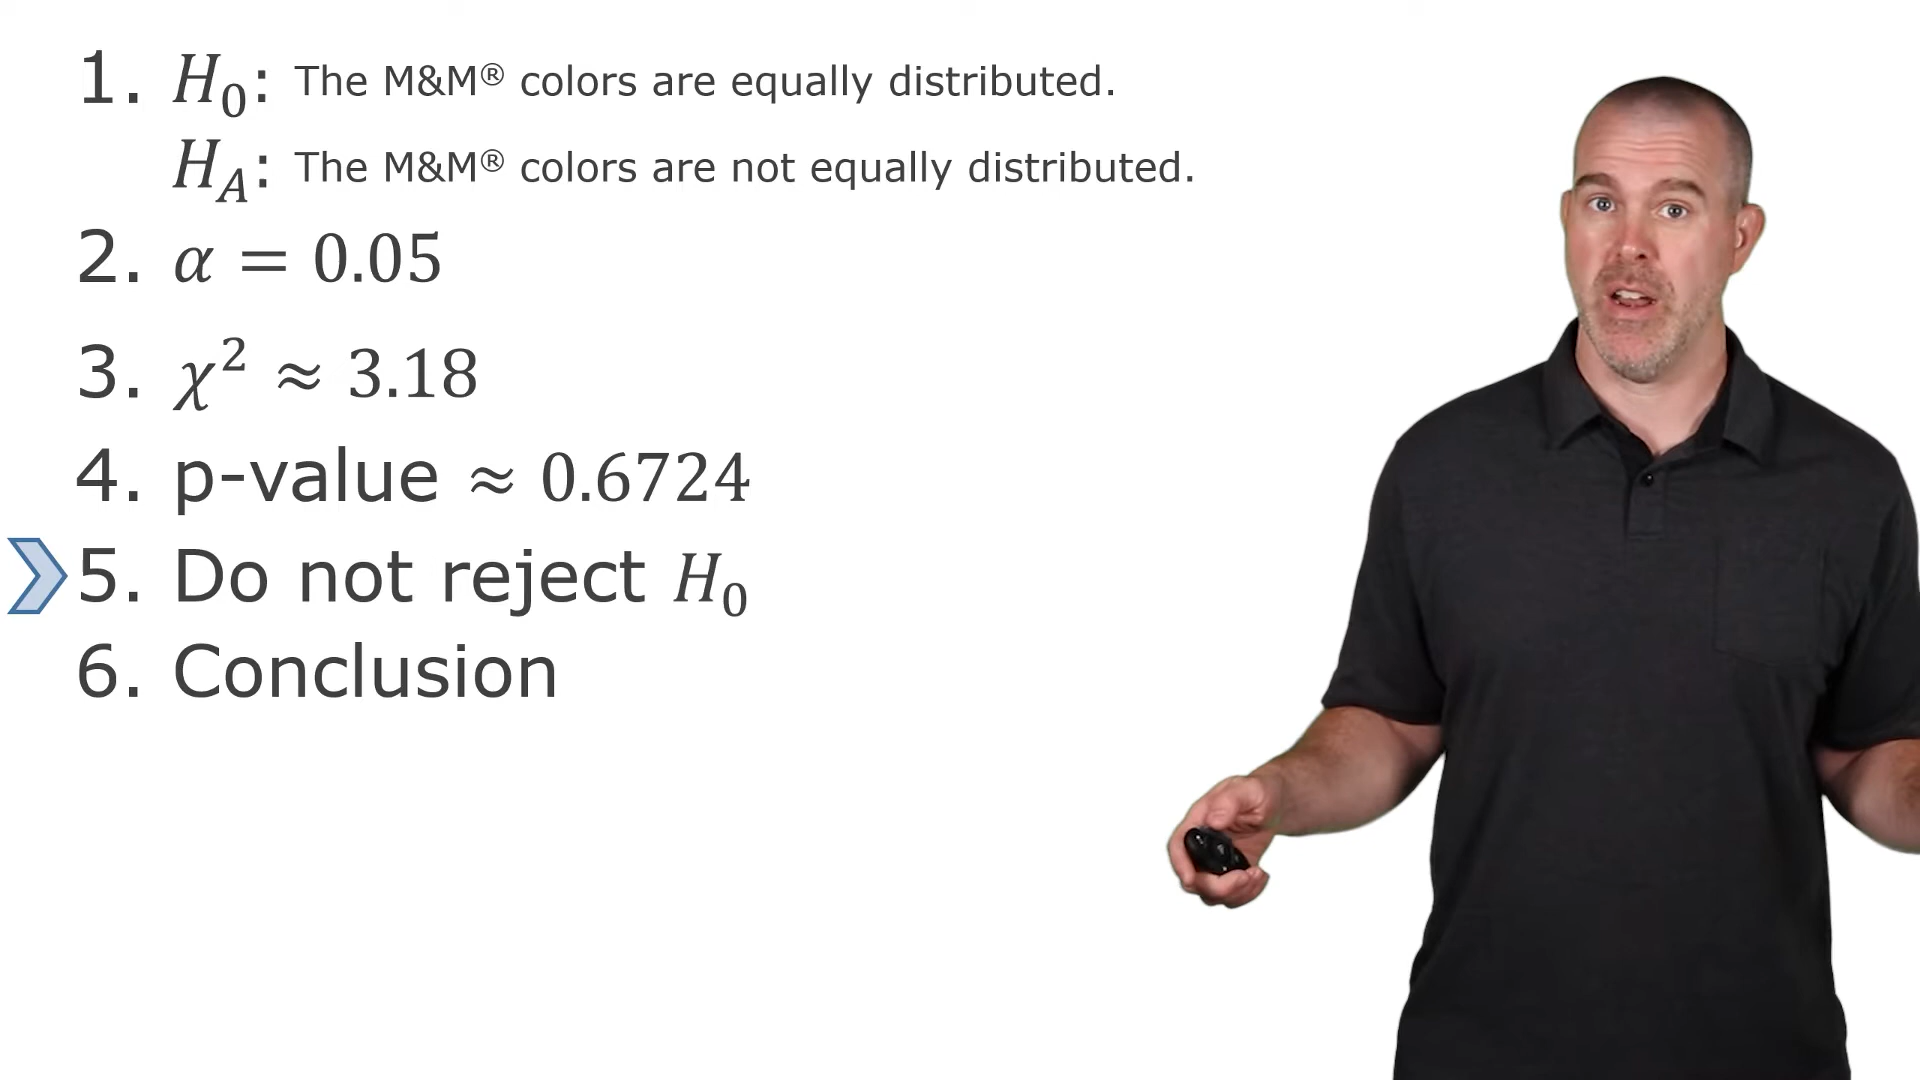 1. H₀: The M&M® colors are equally distributed.
H_A: The M&M® colors are not equally distributed.
2. α = 0.05
3. χ² ≈ 3.18
4. p-value ≈ 0.6724
5. Do not reject H₀
6. Conclusion